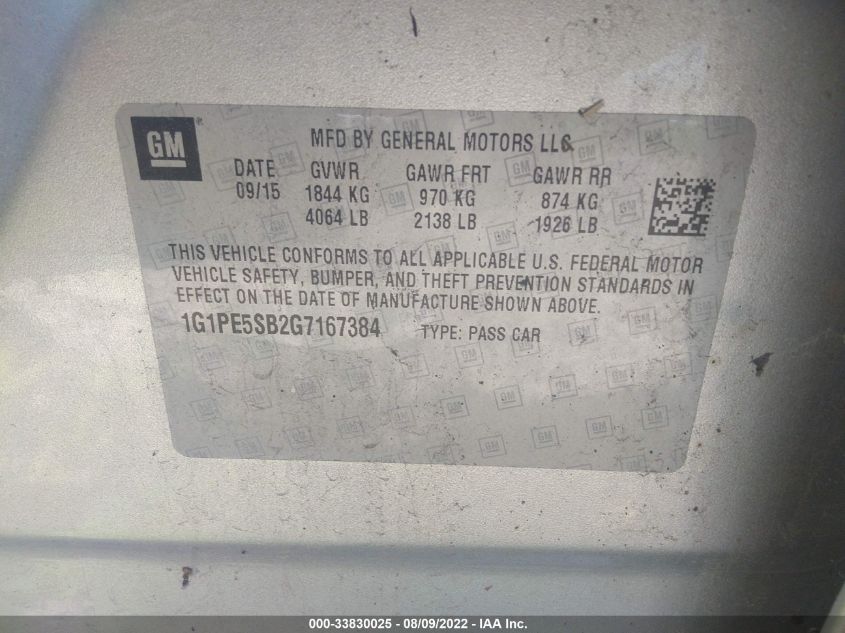 GM
MFD BY GENERAL MOTORS LLC
DATE GVWR GAWR FRT GAWR RR
09/15 1844 KG 970 KG 874 KG
4064 LB 2138 LB 1926 LB
THIS VEHICLE CONFORMS TO ALL APPLICABLE U.S. FEDERAL MOTOR
VEHICLE SAFETY, BUMPER, AND THEFT PREVENTION STANDARDS IN
EFFECT ON THE DATE OF MANUFACTURE SHOWN ABOVE.
1G1PE5SB2G7167384 TYPE: PASS CAR
000-33830025 - 08/09/2022 - IAA Inc.